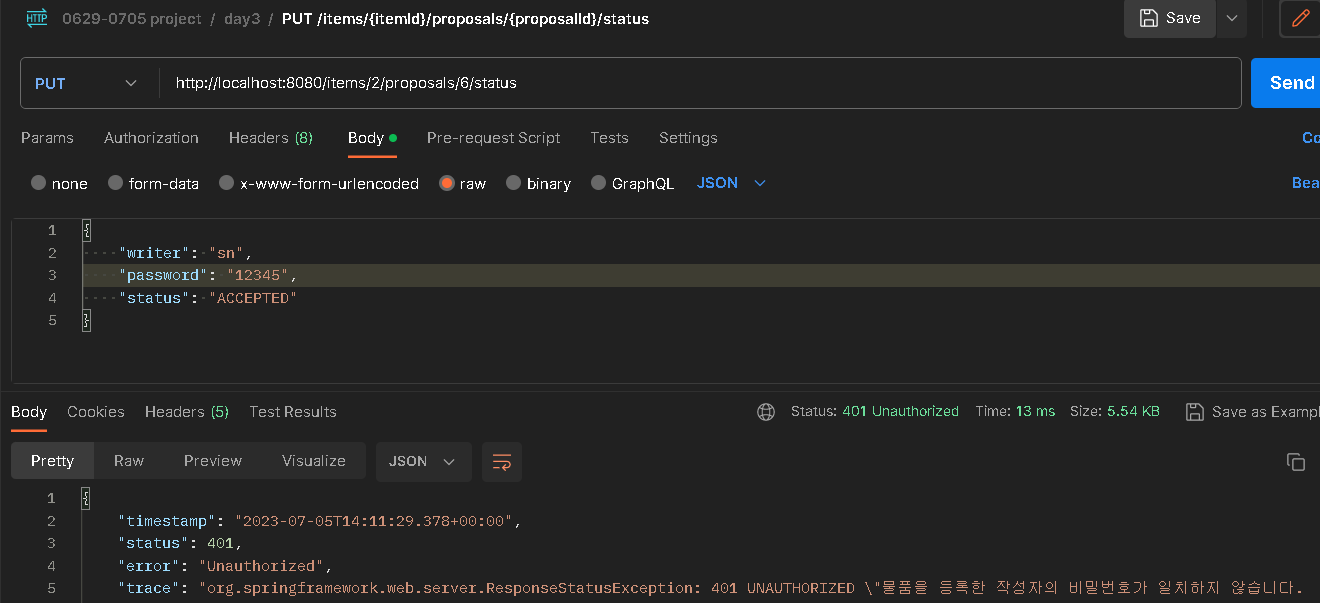 HTTP 0629-0705 project / day3 / PUT /items/{itemId}/proposals/{proposalId}/status Save
PUT http://localhost:8080/items/2/proposals/6/status Send
Params Authorization Headers (8) Body Pre-request Script Tests Settings
none form-data x-www-form-urlencoded raw binary GraphQL JSON
1 {
2 "writer": "sn",
3 "password": "12345",
4 "status": "ACCEPTED"
5 }
Body Cookies Headers (5) Test Results Status: 401 Unauthorized Time: 13 ms Size: 5.54 KB Save as Exampl
Pretty Raw Preview Visualize JSON
1 {
2 "timestamp": "2023-07-05T14:11:29.378+00:00",
3 "status": 401,
4 "error": "Unauthorized",
5 "trace": "org.springframework.web.server.ResponseStatusException: 401 UNAUTHORIZED \"물품을 등록한 작성자의 비밀번호가 일치하지 않습니다.